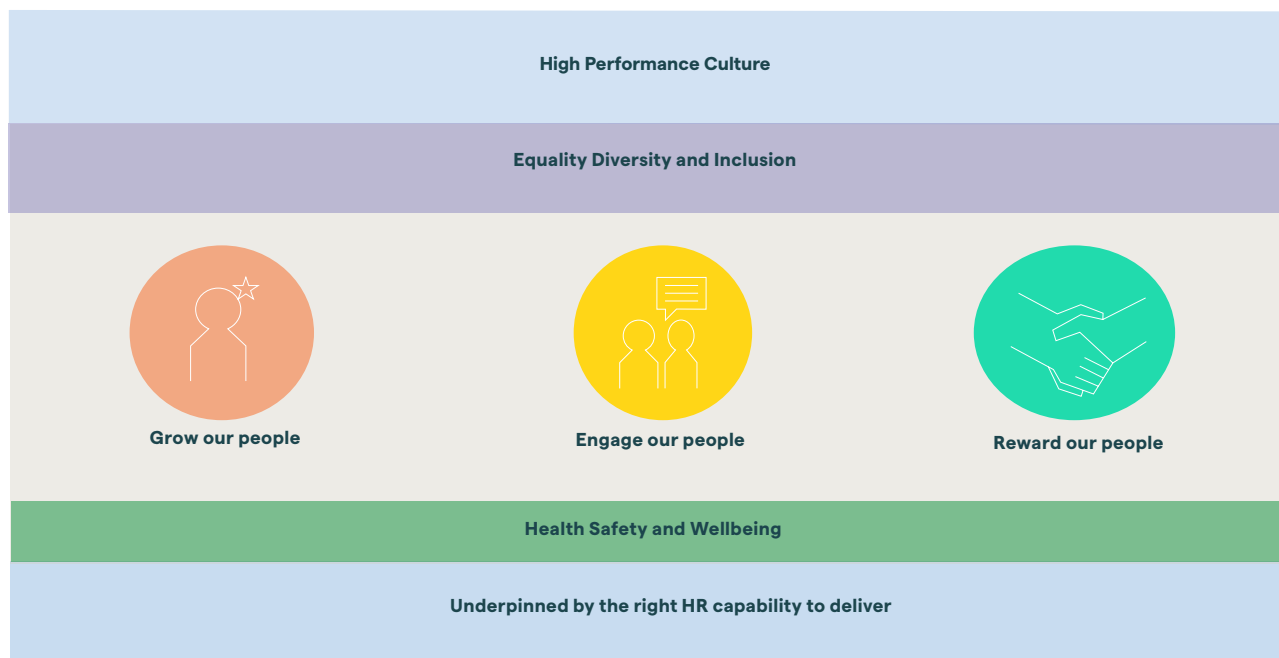 High Performance Culture
Equality Diversity and Inclusion
Grow our people
Engage our people
Reward our people
Health Safety and Wellbeing
Underpinned by the right HR capability to deliver